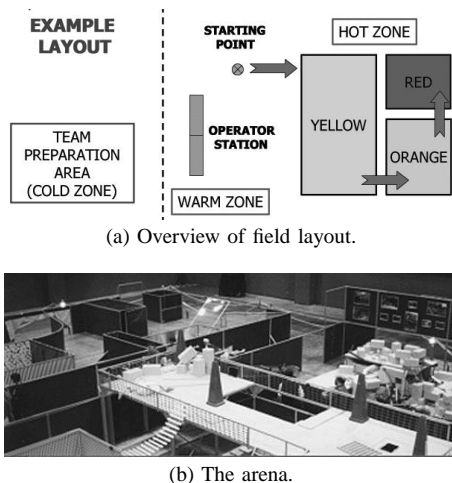 EXAMPLE
LAYOUT
STARTING
POINT
HOT ZONE
RED
YELLOW
ORANGE
OPERATOR
STATION
TEAM
PREPARATION
AREA
(COLD ZONE)
WARM ZONE
(a) Overview of field layout.
(b) The arena.